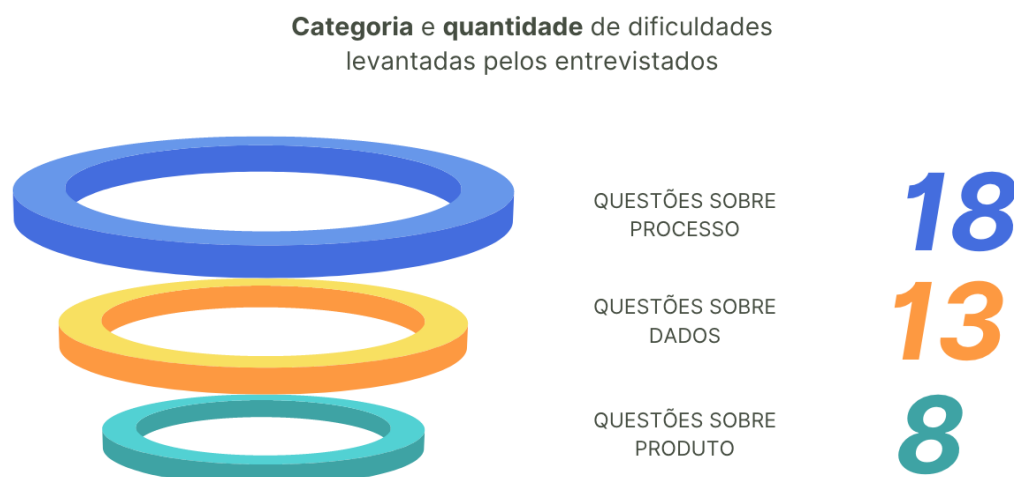 Categoria e quantidade de dificuldades
levantadas pelos entrevistados
QUESTÕES SOBRE
PROCESSO
18
QUESTÕES SOBRE
DADOS
13
QUESTÕES SOBRE
PRODUTO
8